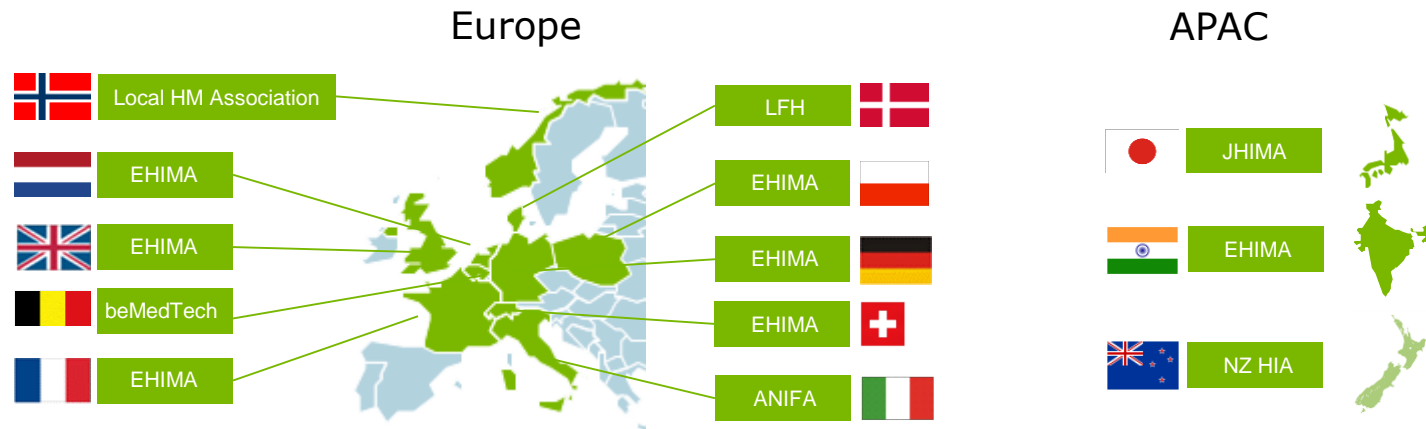 Europe
APAC
Local HM Association
EHIMA
EHIMA
beMedTech
EHIMA
LFH
EHIMA
EHIMA
EHIMA
ANIFA
JHIMA
EHIMA
NZ HIA